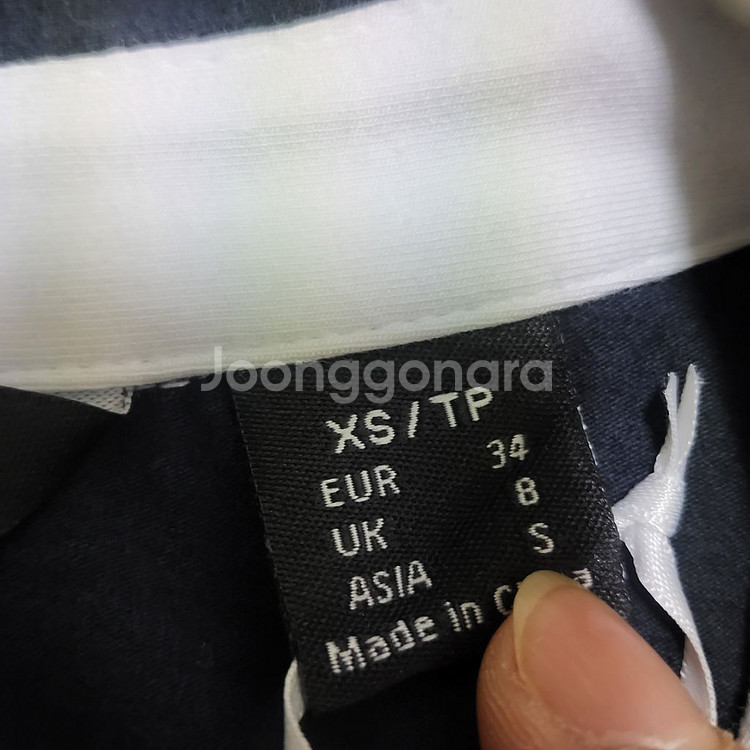 Joonggonara
XS / TP
EUR 34
UK 8
ASIA S
Made in